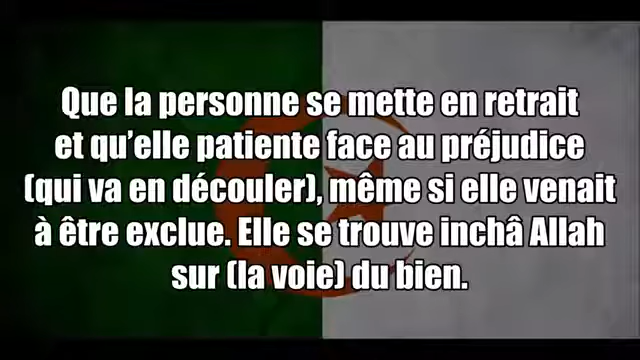 Que la personne se mette en retrait
et qu'elle patiente face au préjudice
(qui va en découler), même si elle venait
à être exclue. Elle se trouve inchâ Allah
sur (la voie) du bien.